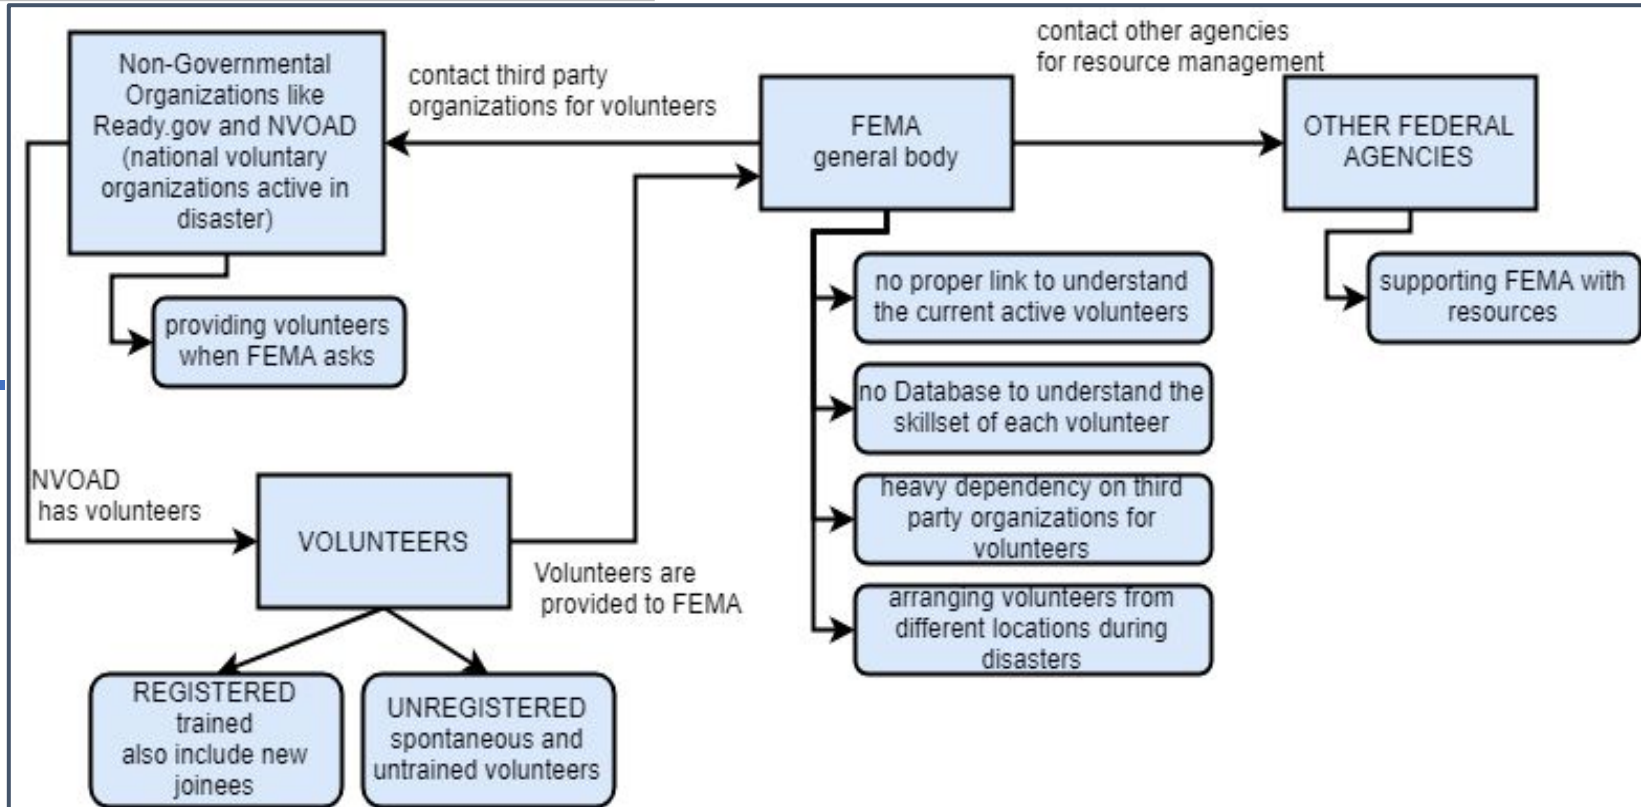 Non-Governmental
Organizations like
Ready.gov and NVOAD
(national voluntary
organizations active in
disaster)
contact third party
organizations for volunteers
FEMA
general body
contact other agencies
for resource management
OTHER FEDERAL
AGENCIES
providing volunteers
when FEMA asks
no proper link to understand
the current active volunteers
supporting FEMA with
resources
no Database to understand the
skillset of each volunteer
heavy dependency on third
party organizations for
volunteers
arranging volunteers from
different locations during
disasters
NVOAD
has volunteers
VOLUNTEERS
Volunteers are
provided to FEMA
REGISTERED
trained
also include new
joinees
UNREGISTERED
spontaneous and
untrained volunteers